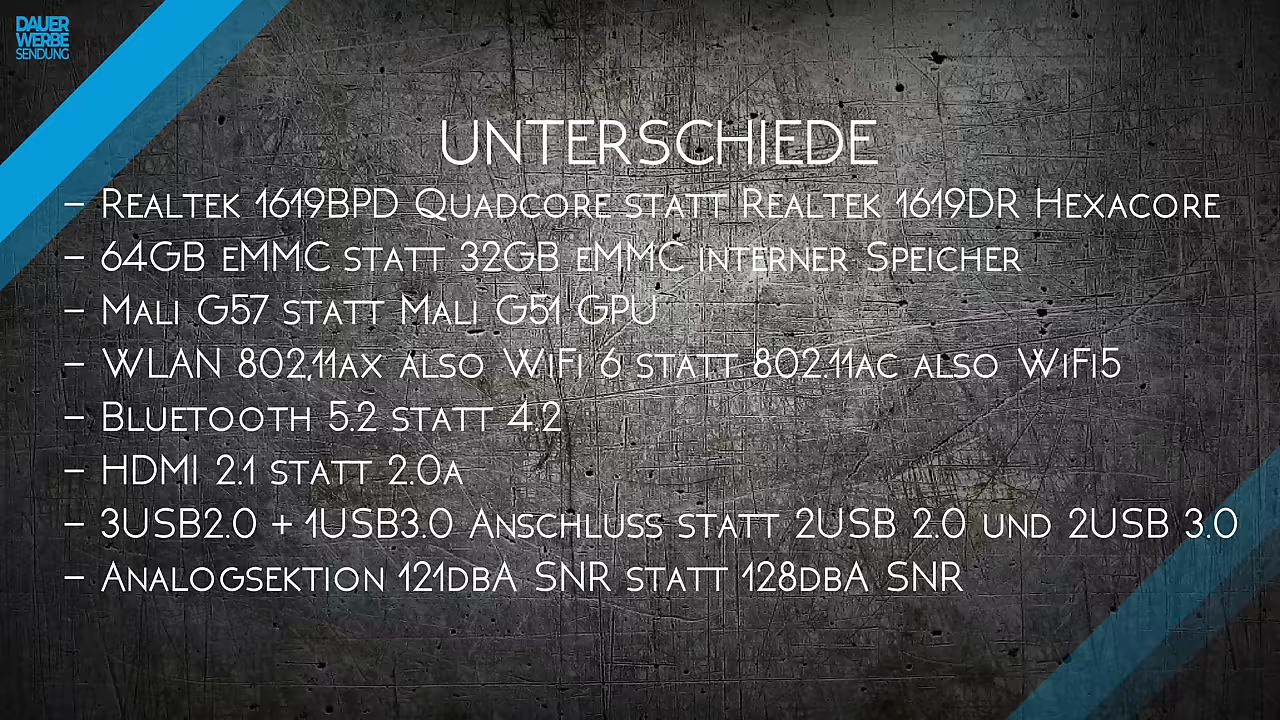 DAUER
WERBE
SENDUNG
UNTERSCHIEDE
– Realtek 1619BPD Quadcore statt Realtek 1619DR Hexacore
– 64GB eMMC statt 32GB eMMC interner Speicher
– Mali G57 statt Mali G51 GPU
– WLAN 802,11ax also WiFi 6 statt 802.11ac also WiFi5
– Bluetooth 5.2 statt 4.2
– HDMI 2.1 statt 2.0a
– 3USB2.0 + 1USB3.0 Anschluss statt 2USB 2.0 und 2USB 3.0
– Analogsektion 121dbA SNR statt 128dbA SNR